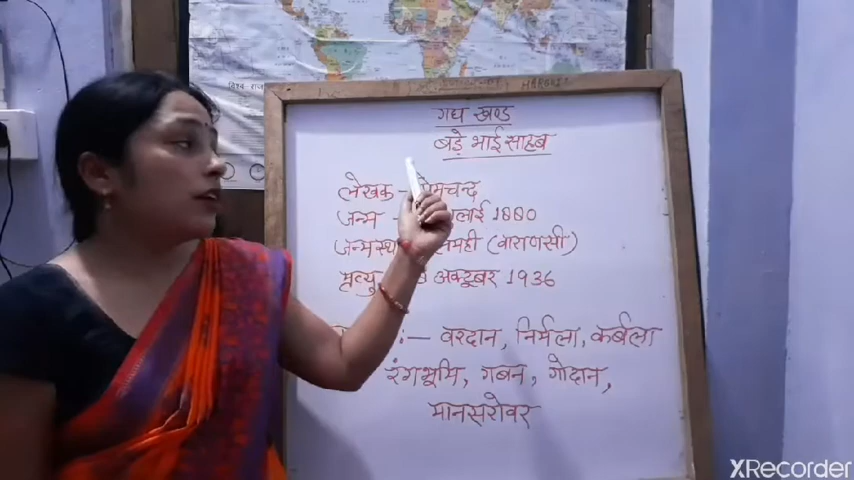 गद्य खण्ड
बड़े भाई साहब
लेखक - प्रेमचन्द
जन्म - जुलाई 1880
जन्मस्था लमही (वाराणसी)
मृत्यु अक्टूबर 1936
:- वरदान, निर्मला, कर्बला
रंगभूमि, गबन, गोदान,
मानसरोवर
XRecorder